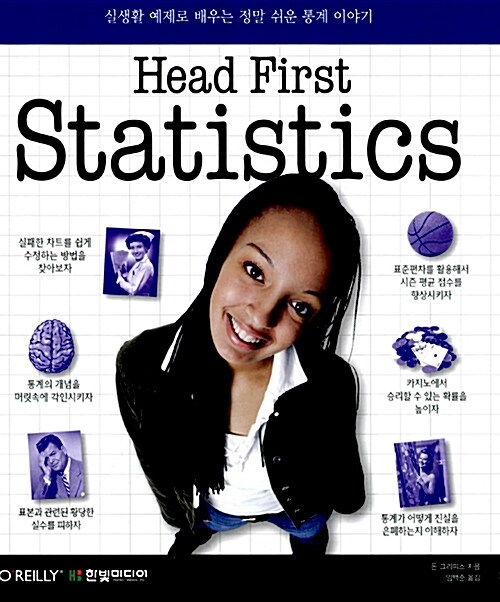 실생활 예제로 배우는 정말 쉬운 통계 이야기
Head First
Statistics
실패한 차트를 쉽게
수정하는 방법을
찾아보자
표준편차를 활용해서
시즌 평균 점수를
향상시키자
통계의 개념을
머릿속에 각인시키자
카지노에서
승리할 수 있는 확률을
높이자
표본과 관련된 황당한
실수를 피하자
통계가 어떻게 진실을
은폐하는지 이해하자
O'REILLY®
한빛미디어
돈 그리피스 지음
임백준 옮김